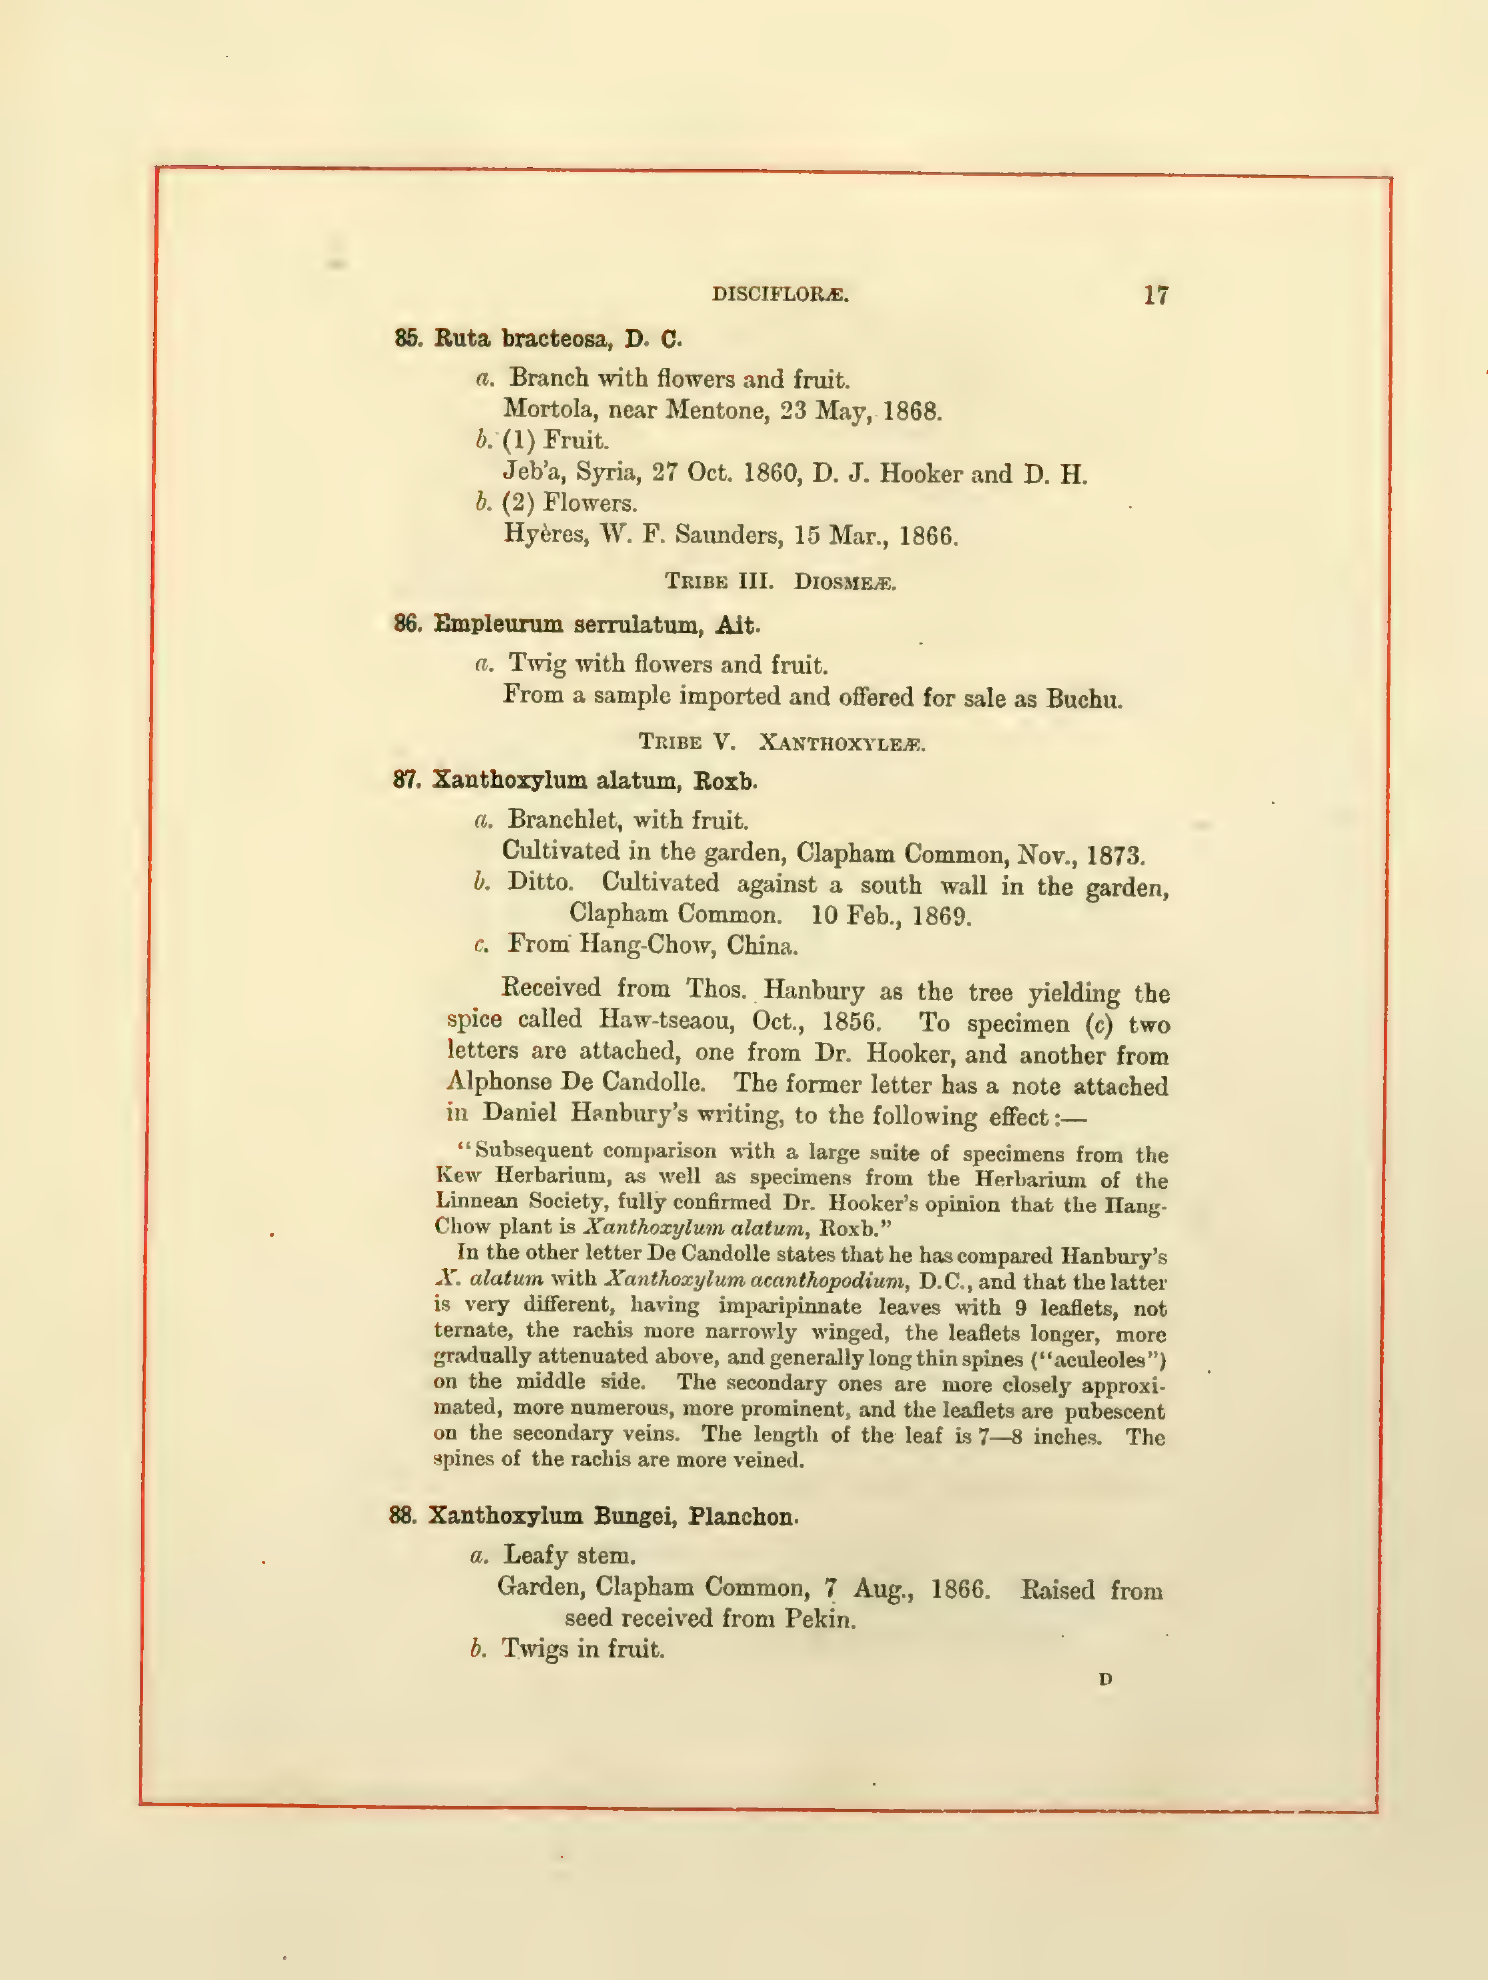 DISCIFLORÆ. 17
85. Ruta bracteosa, D. C.
a. Branch with flowers and fruit.
Mortola, near Mentone, 23 May, 1868.
b. (1) Fruit.
Jeb'a, Syria, 27 Oct. 1860, D. J. Hooker and D. H.
b. (2) Flowers.
Hyères, W. F. Saunders, 15 Mar., 1866.
TRIBE III. DIOSMEÆ.
86. Empleurum serrulatum, Ait.
a. Twig with flowers and fruit.
From a sample imported and offered for sale as Buchu.
TRIBE V. XANTHOXYLEÆ.
87. Xanthoxylum alatum, Roxb.
a. Branchlet, with fruit.
Cultivated in the garden, Clapham Common, Nov., 1873.
b. Ditto. Cultivated against a south wall in the garden,
Clapham Common. 10 Feb., 1869.
c. From Hang-Chow, China.
Received from Thos. Hanbury as the tree yielding the
spice called Haw-tseaou, Oct., 1856. To specimen (c) two
letters are attached, one from Dr. Hooker, and another from
Alphonse De Candolle. The former letter has a note attached
in Daniel Hanbury's writing, to the following effect:—
"Subsequent comparison with a large suite of specimens from the
Kew Herbarium, as well as specimens from the Herbarium of the
Linnean Society, fully confirmed Dr. Hooker's opinion that the Hang-
Chow plant is Xanthoxylum alatum, Roxb."
In the other letter De Candolle states that he has compared Hanbury's
X. alatum with Xanthoxylum acanthopodium, D.C., and that the latter
is very different, having imparipinnate leaves with 9 leaflets, not
ternate, the rachis more narrowly winged, the leaflets longer, more
gradually attenuated above, and generally long thin spines ("aculeoles")
on the middle side. The secondary ones are more closely approxi-
mated, more numerous, more prominent, and the leaflets are pubescent
on the secondary veins. The length of the leaf is 7—8 inches. The
spines of the rachis are more veined.
88. Xanthoxylum Bungei, Planchon.
a. Leafy stem.
Garden, Clapham Common, 7 Aug., 1866. Raised from
seed received from Pekin.
b. Twigs in fruit.
D